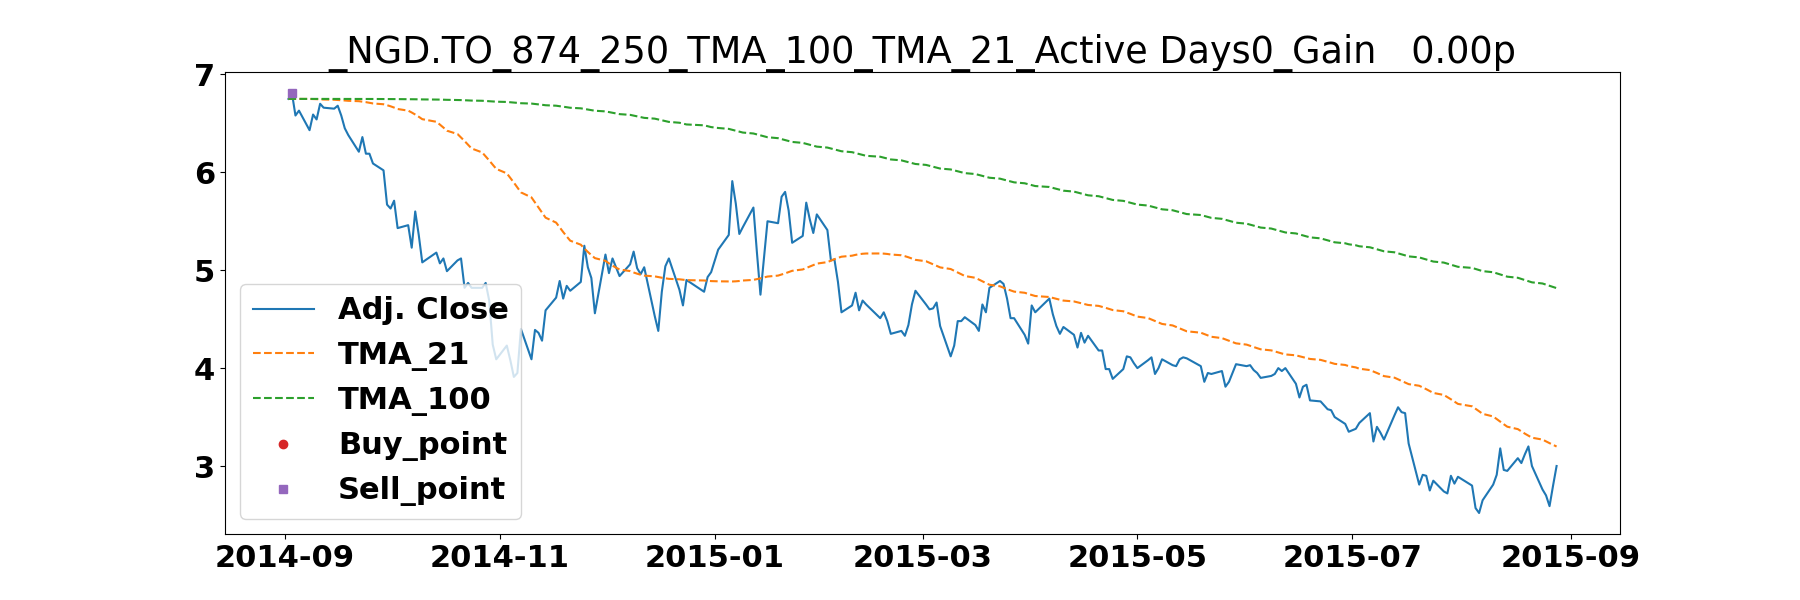 _NGD.TO_874_250_TMA_100_TMA_21_Active Days0_Gain   0.00p
7
6
5
4
3
Adj. Close
TMA_21
TMA_100
Buy_point
Sell_point
2014-09 2014-11 2015-01 2015-03 2015-05 2015-07 2015-09